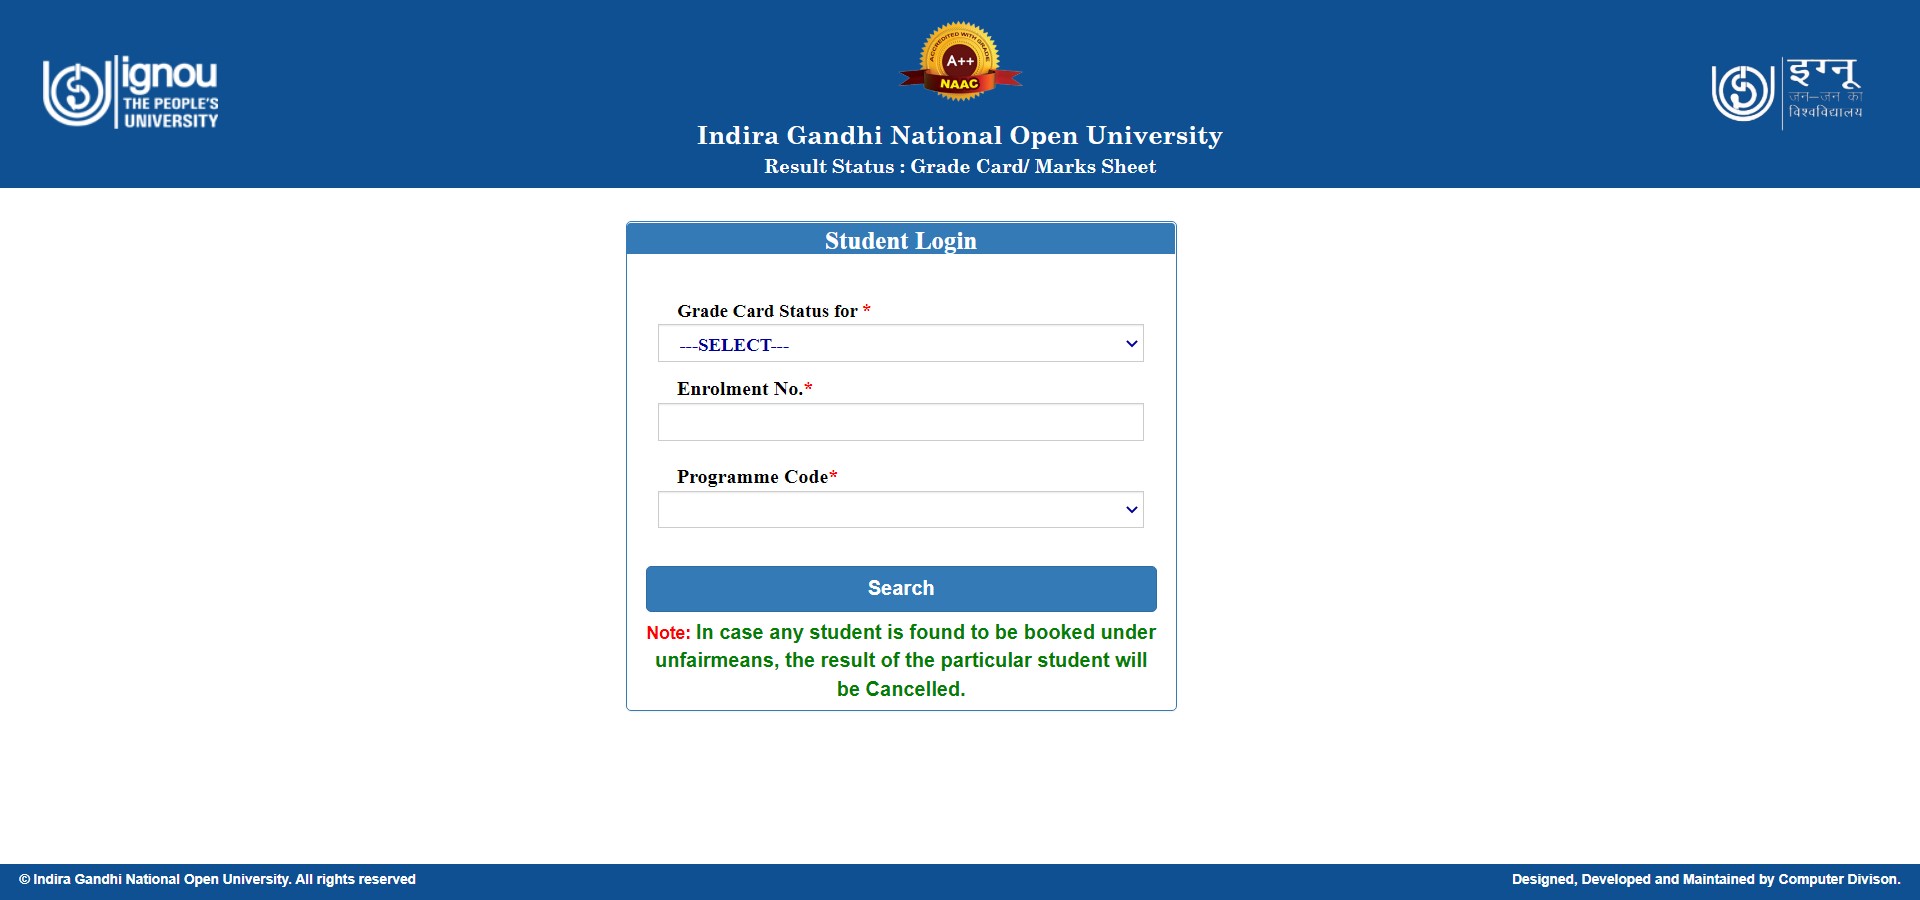 ignou
THE PEOPLE'S
UNIVERSITY
ACCREDITED WITH GRADE
A++
NAAC
इग्नू
जन-जन का
विश्वविद्यालय
Indira Gandhi National Open University
Result Status : Grade Card/ Marks Sheet
Student Login
Grade Card Status for *
---SELECT---
Enrolment No.*
Programme Code*
Search
Note: In case any student is found to be booked under
unfairmeans, the result of the particular student will
be Cancelled.
© Indira Gandhi National Open University. All rights reserved
Designed, Developed and Maintained by Computer Divison.